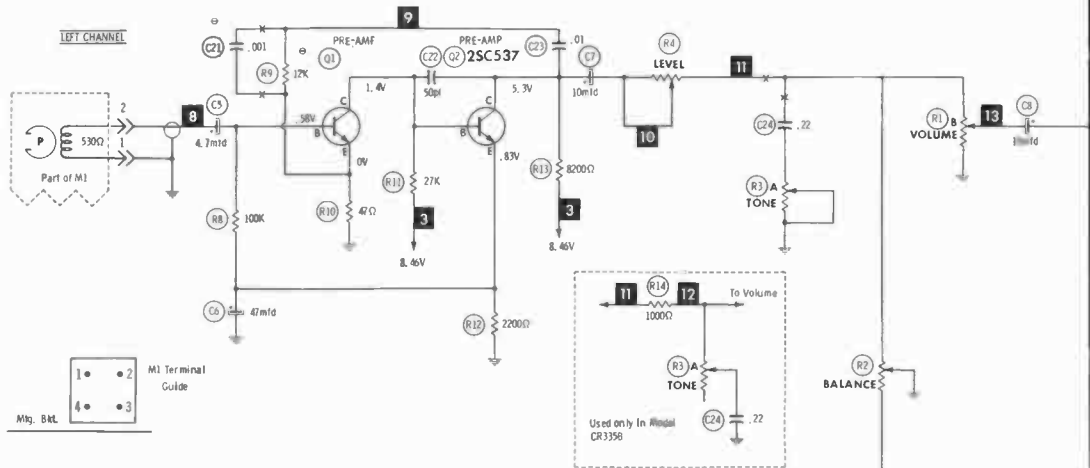 LEFT CHANNEL
Part of M1
P
530Ω
2
1
8
C5
4.7mfd
C21
.001
R9
12K
9
PRE-AMP
Q1
.58V
C
B
E
1.4V
0V
R10
47Ω
R8
100K
C6
47mfd
R11
27K
3
8.46V
C22
50pf
PRE-AMP
Q2
2SC537
C
B
E
5.3V
.83V
R12
2200Ω
C23
.01
R13
8200Ω
3
8.46V
C7
10mfd
R4
LEVEL
10
11
C24
.22
R3 A
TONE
R1 B
VOLUME
13
C8
R2
BALANCE
11
R14
1000Ω
12
To Volume
R3 A
TONE
C24
.22
Used only In Model
CR335B
1
2
4
3
M1 Terminal
Guide
Mtg. Bkt.